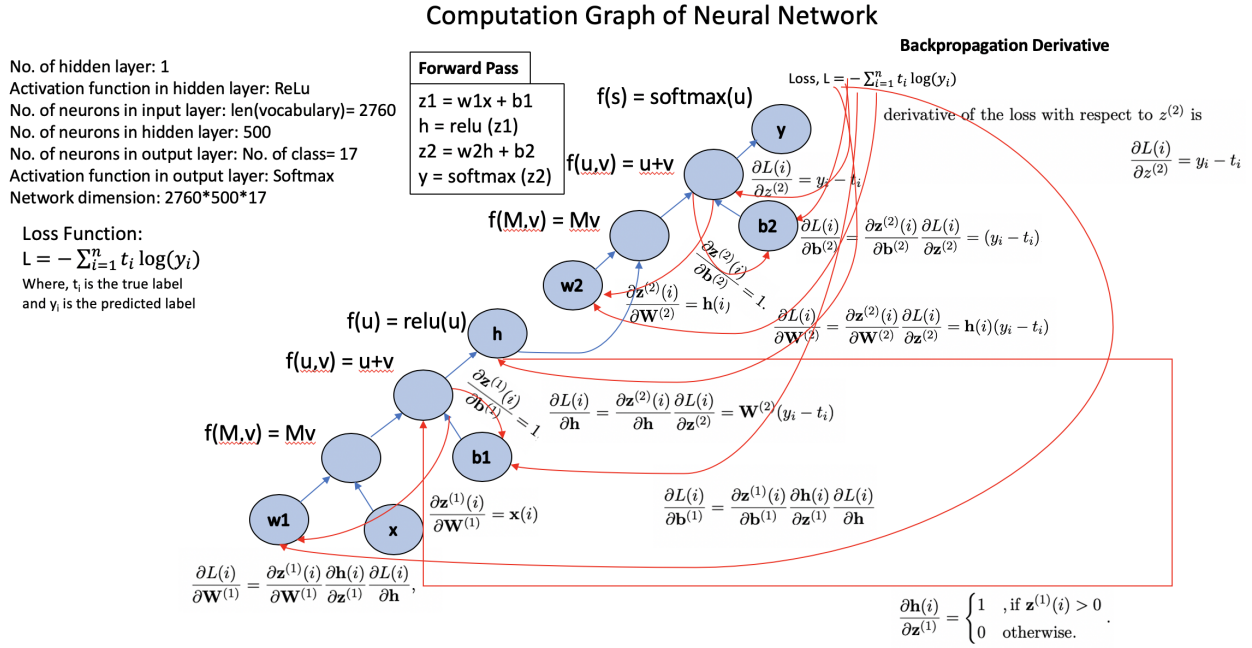 Computation Graph of Neural Network
No. of hidden layer: 1
Activation function in hidden layer: ReLu
No. of neurons in input layer: len(vocabulary)= 2760
No. of neurons in hidden layer: 500
No. of neurons in output layer: No. of class= 17
Activation function in output layer: Softmax
Network dimension: 2760*500*17
Loss Function:
L = − ∑ⁿᵢ₌₁ tᵢ log(yᵢ)
Where, tᵢ is the true label
and yᵢ is the predicted label
Forward Pass
z1 = w1x + b1
h = relu (z1)
z2 = w2h + b2
y = softmax (z2)
Backpropagation Derivative
Loss, L = − ∑ⁿᵢ₌₁ tᵢ log(yᵢ)
derivative of the loss with respect to z⁽²⁾ is
∂L(i)/∂z⁽²⁾ = yᵢ − tᵢ
f(s) = softmax(u)
y
f(u,v) = u+v
∂L(i)/∂z⁽²⁾ = yᵢ − tᵢ
f(M,v) = Mv
b2
∂L(i)/∂b⁽²⁾ = ∂z⁽²⁾(i)/∂b⁽²⁾ ∂L(i)/∂z⁽²⁾ = (yᵢ − tᵢ)
∂z⁽²⁾(i)/∂b⁽²⁾ = 1.
w2
∂z⁽²⁾(i)/∂W⁽²⁾ = h(i)
∂L(i)/∂W⁽²⁾ = ∂z⁽²⁾(i)/∂W⁽²⁾ ∂L(i)/∂z⁽²⁾ = h(i)(yᵢ − tᵢ)
f(u) = relu(u)
h
f(u,v) = u+v
∂z⁽¹⁾(i)/∂b⁽¹⁾ = 1
∂L(i)/∂h = ∂z⁽²⁾(i)/∂h ∂L(i)/∂z⁽²⁾ = W⁽²⁾(yᵢ − tᵢ)
f(M,v) = Mv
b1
∂z⁽¹⁾(i)/∂W⁽¹⁾ = x(i)
∂L(i)/∂b⁽¹⁾ = ∂z⁽¹⁾(i)/∂b⁽¹⁾ ∂h(i)/∂z⁽¹⁾ ∂L(i)/∂h
w1
x
∂L(i)/∂W⁽¹⁾ = ∂z⁽¹⁾(i)/∂W⁽¹⁾ ∂h(i)/∂z⁽¹⁾ ∂L(i)/∂h,
∂h(i)/∂z⁽¹⁾ = { 1 ,if z⁽¹⁾(i) > 0
0 otherwise. .